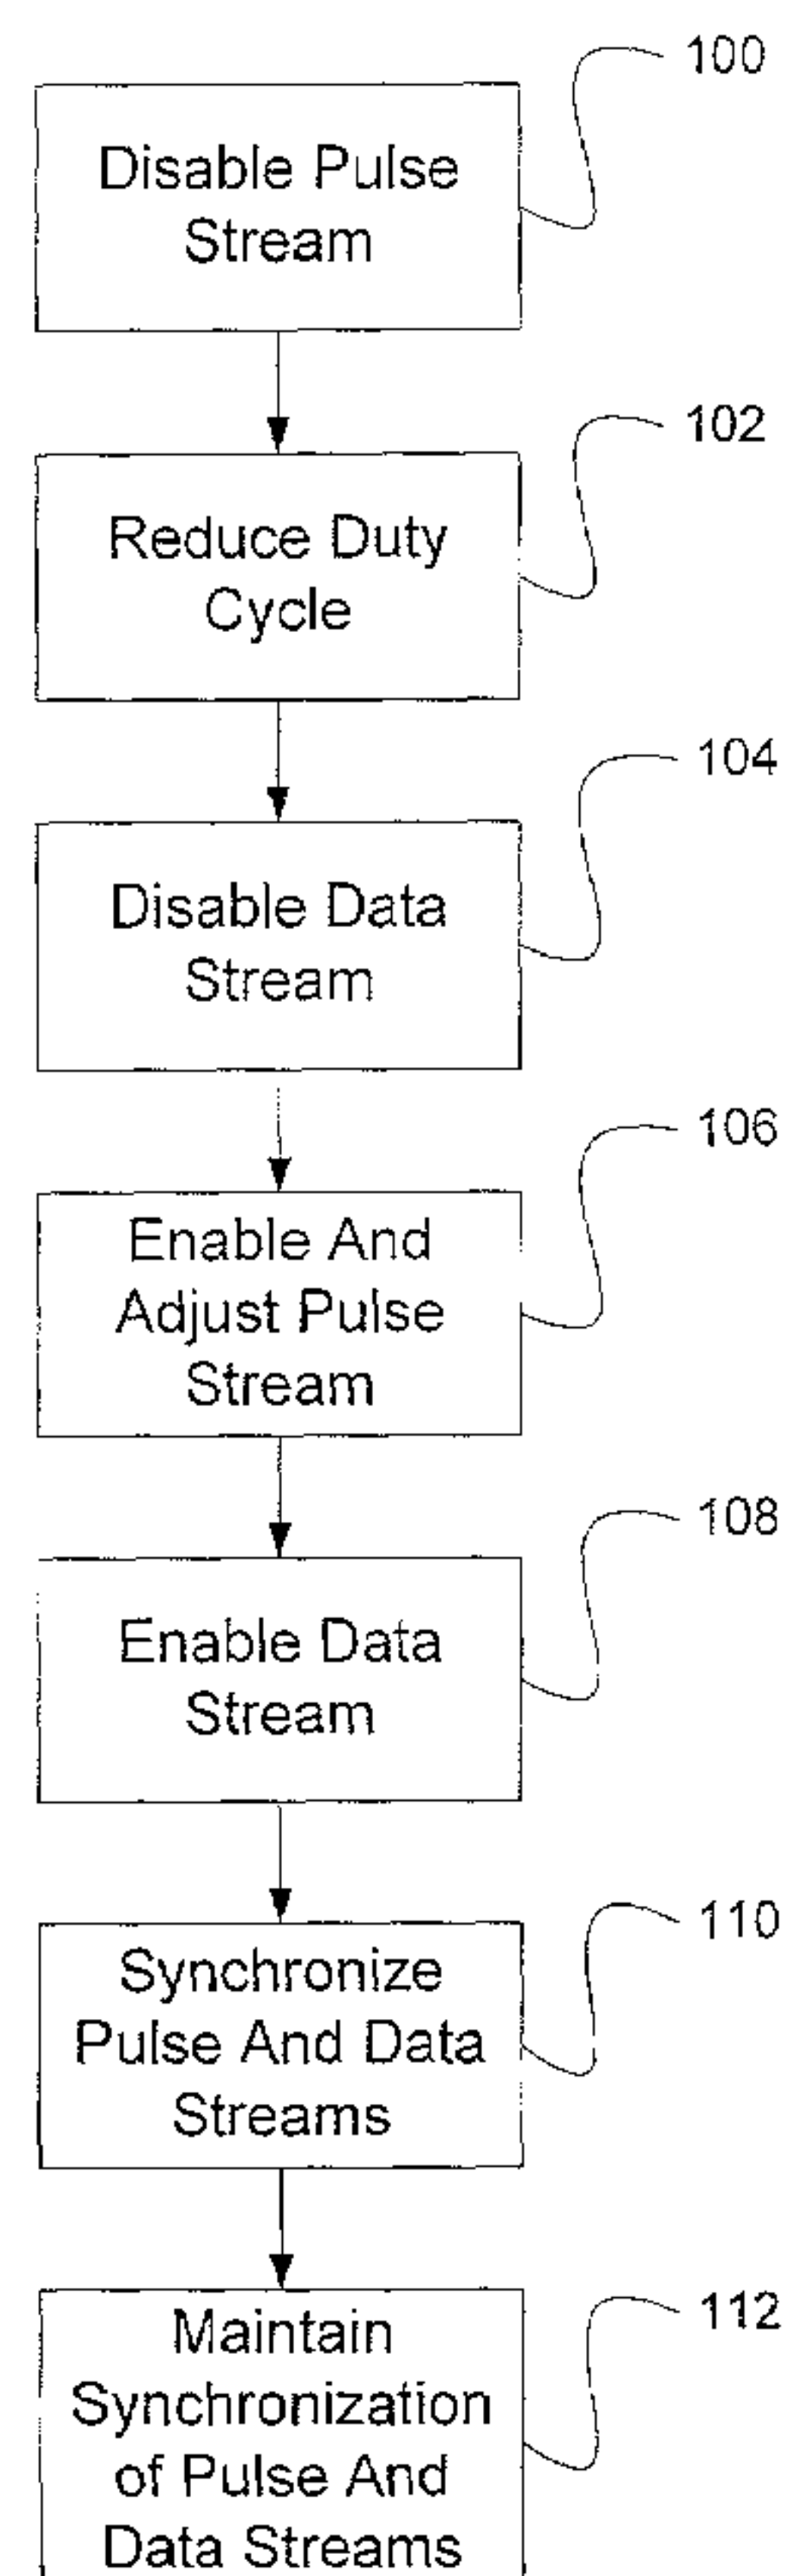 100
Disable Pulse
Stream
102
Reduce Duty
Cycle
104
Disable Data
Stream
106
Enable And
Adjust Pulse
Stream
108
Enable Data
Stream
110
Synchronize
Pulse And Data
Streams
112
Maintain
Synchronization
of Pulse And
Data Streams